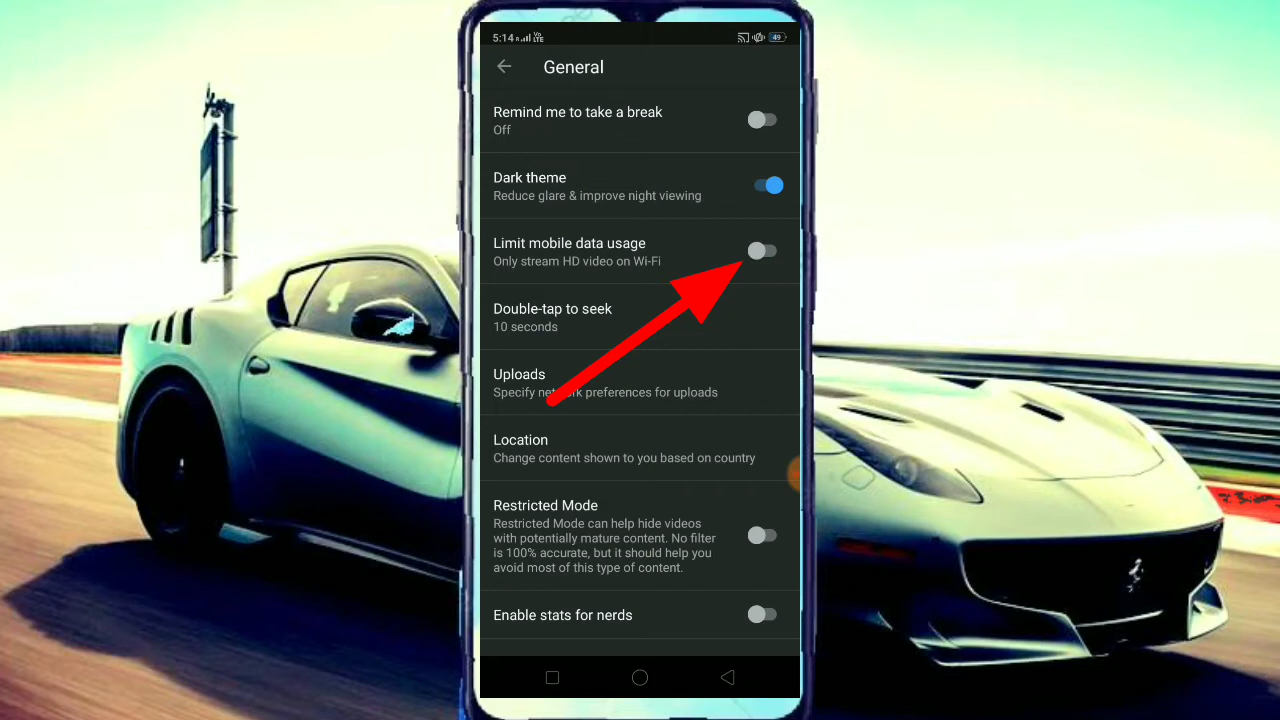 5:14 R Vo LTE 49
General
Remind me to take a break
Off
Dark theme
Reduce glare & improve night viewing
Limit mobile data usage
Only stream HD video on Wi-Fi
Double-tap to seek
10 seconds
Uploads
Specify network preferences for uploads
Location
Change content shown to you based on country
Restricted Mode
Restricted Mode can help hide videos
with potentially mature content. No filter
is 100% accurate, but it should help you
avoid most of this type of content.
Enable stats for nerds